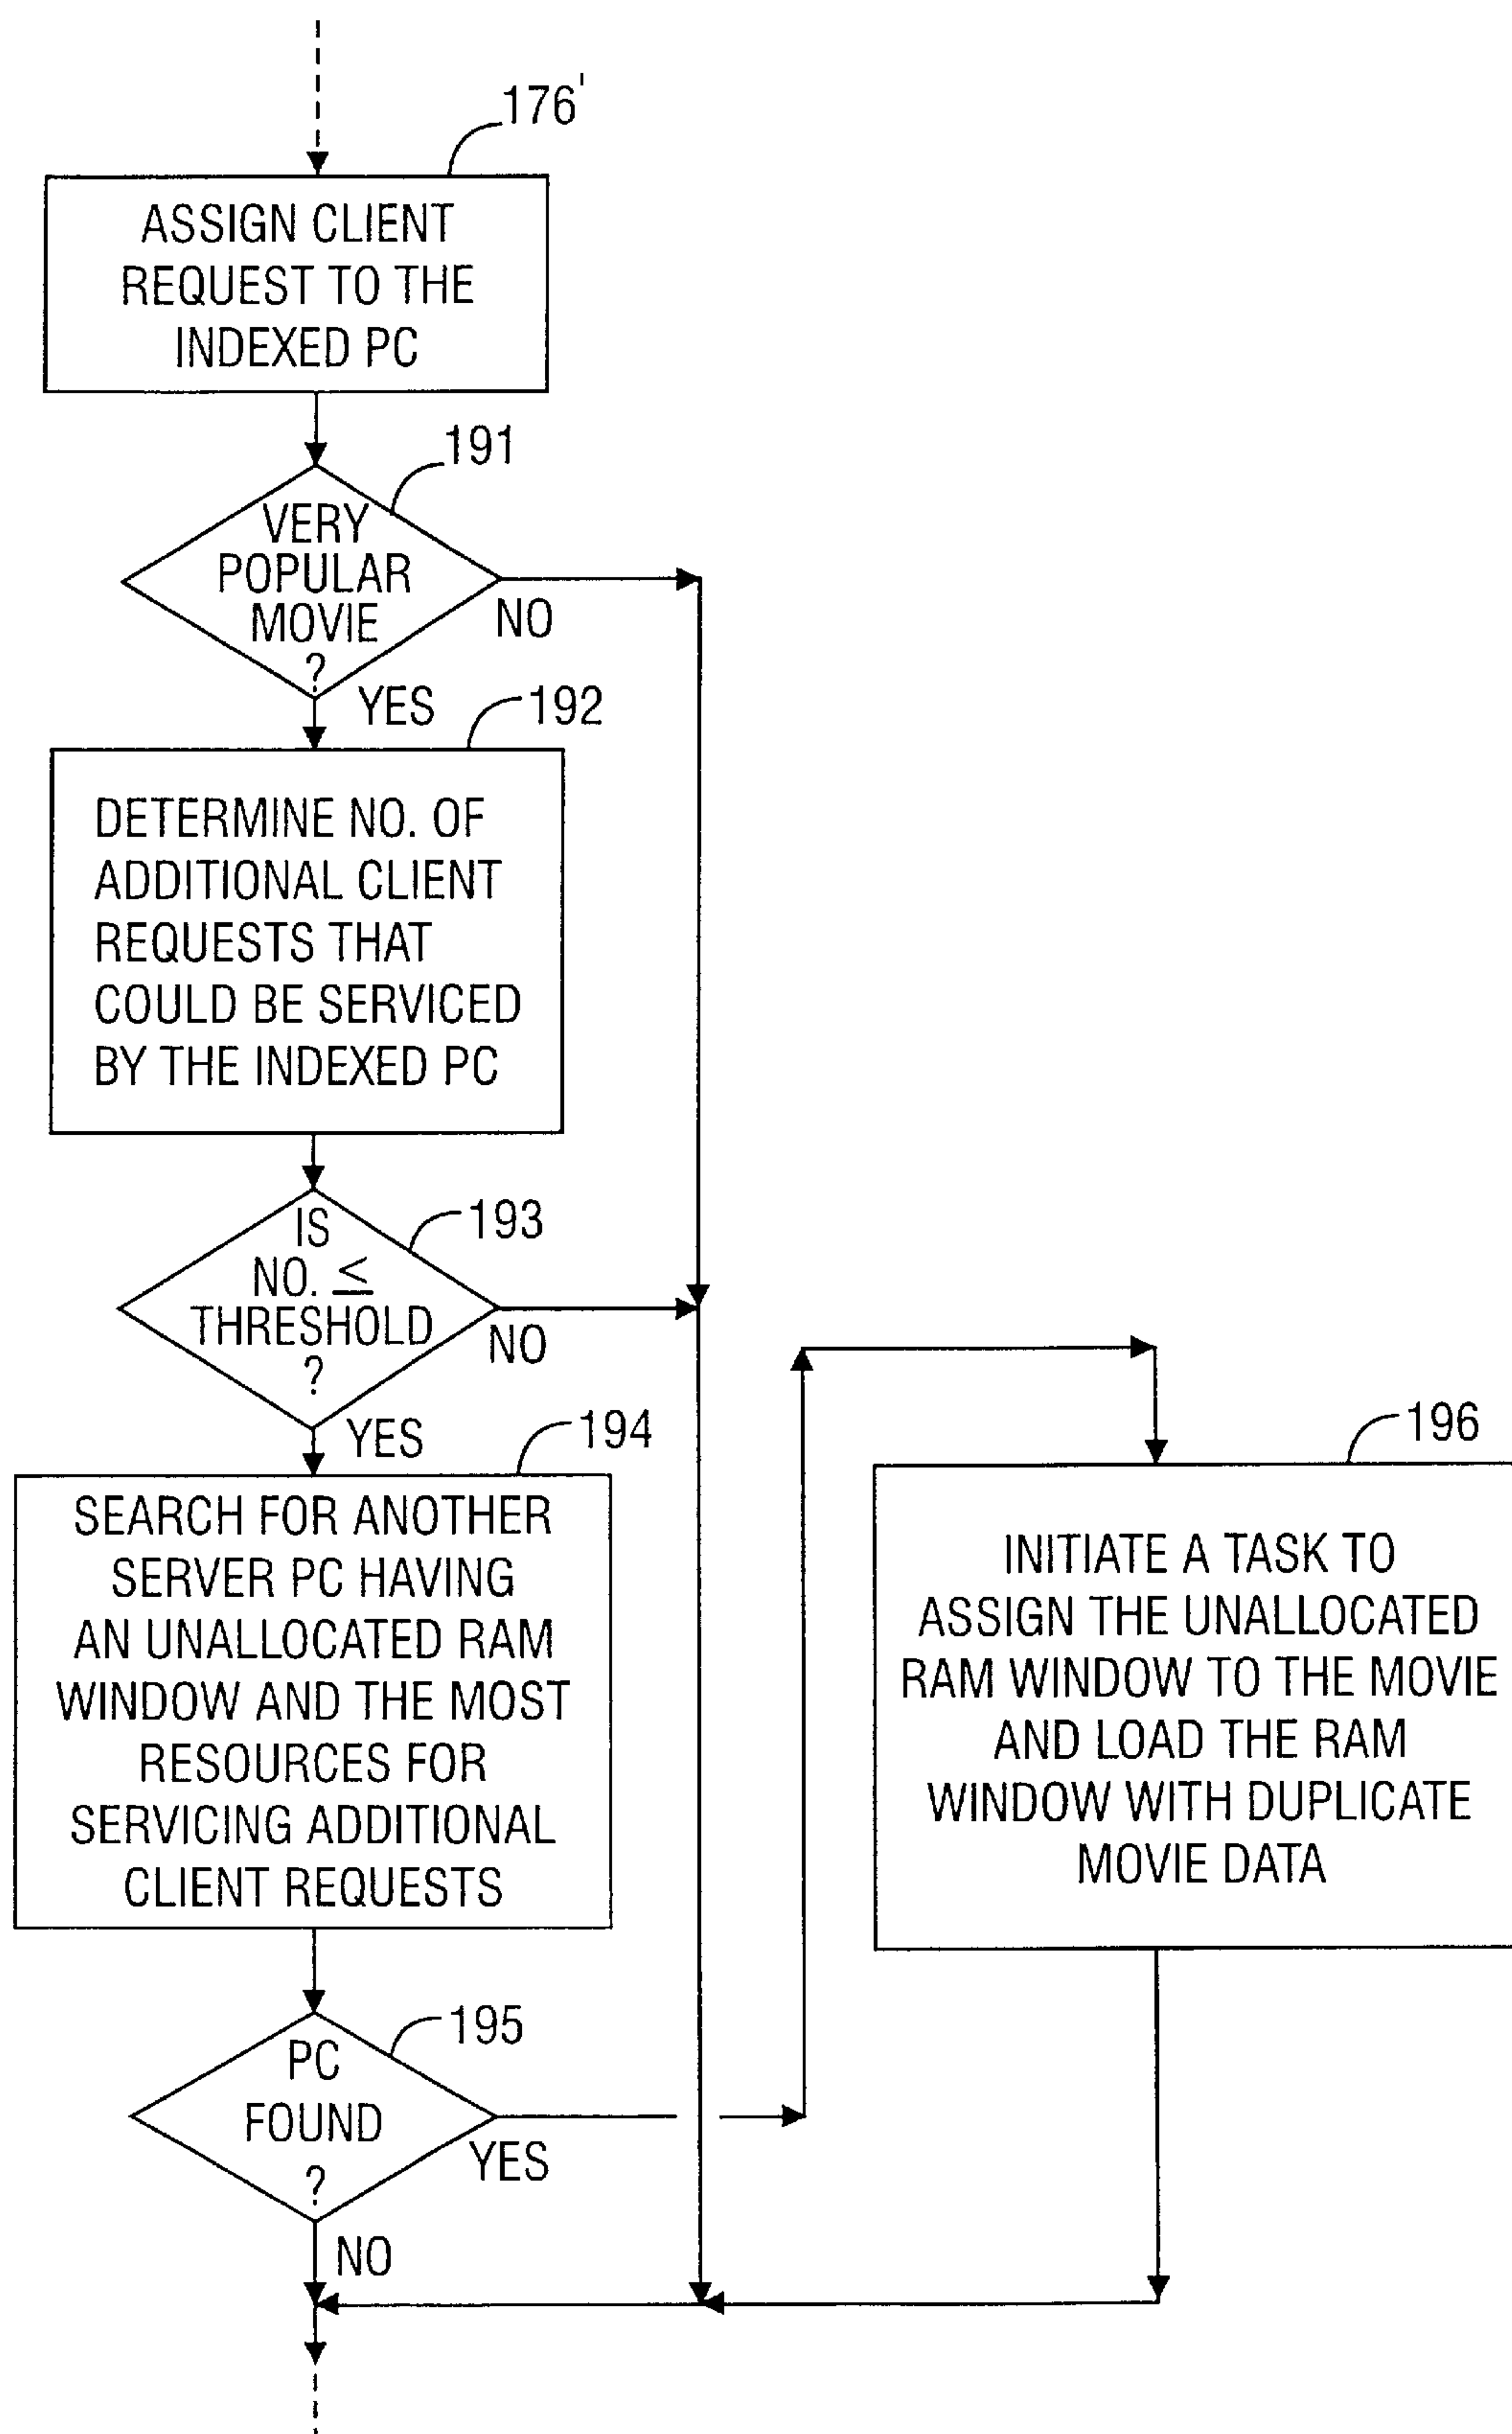 176'
ASSIGN CLIENT
REQUEST TO THE
INDEXED PC
191
VERY
POPULAR
MOVIE
?
NO
YES
192
DETERMINE NO. OF
ADDITIONAL CLIENT
REQUESTS THAT
COULD BE SERVICED
BY THE INDEXED PC
193
IS
NO. ≤
THRESHOLD
?
NO
YES
194
SEARCH FOR ANOTHER
SERVER PC HAVING
AN UNALLOCATED RAM
WINDOW AND THE MOST
RESOURCES FOR
SERVICING ADDITIONAL
CLIENT REQUESTS
196
INITIATE A TASK TO
ASSIGN THE UNALLOCATED
RAM WINDOW TO THE MOVIE
AND LOAD THE RAM
WINDOW WITH DUPLICATE
MOVIE DATA
195
PC
FOUND
?
YES
NO